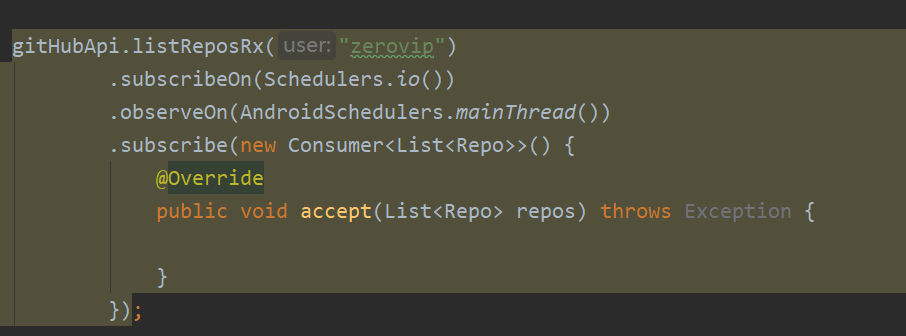 gitHubApi.listReposRx( user: "zerovip")
.subscribeOn(Schedulers.io())
.observeOn(AndroidSchedulers.mainThread())
.subscribe(new Consumer<List<Repo>>() {
@Override
public void accept(List<Repo> repos) throws Exception {
}
});